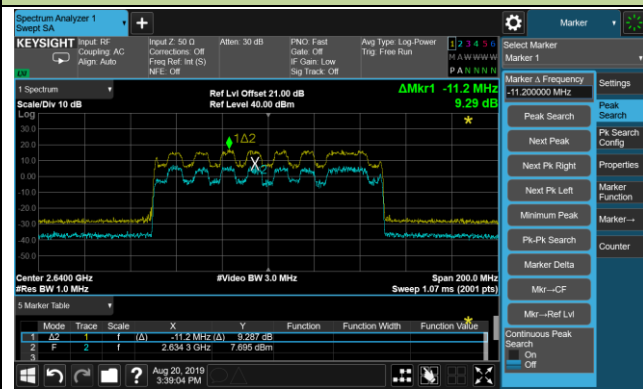 Spectrum Analyzer 1
Swept SA
+
Marker
KEYSIGHT
Input: RF
Coupling: AC
Align: Auto
Input Z: 50 Ω
Corrections: Off
Freq Ref: Int (S)
NFE: Off
Atten: 30 dB
PNO: Fast
Gate: Off
IF Gain: Low
Sig Track: Off
Avg Type: Log-Power
Trig: Free Run
1 2 3 4 5 6
M A W W W W
P A N N N N
LXI
Select Marker
Marker 1
1 Spectrum
Scale/Div 10 dB
Ref Lvl Offset 21.00 dB
Ref Level 40.00 dBm
ΔMkr1 -11.2 MHz
9.29 dB
Log
30.0
20.0
10.0
0.00
-10.0
-20.0
-30.0
-40.0
-50.0
1Δ2
X
Center 2.6400 GHz
#Res BW 1.0 MHz
#Video BW 3.0 MHz
Span 200.0 MHz
Sweep 1.07 ms (2001 pts)
5 Marker Table
Mode Trace Scale X Y Function Function Width Function Value
1 Δ2 1 f (Δ) -11.2 MHz (Δ) 9.287 dB
2 F 2 f 2.634 3 GHz 7.695 dBm
3
Marker Δ Frequency
-11.200000 MHz
Peak Search
Next Peak
Next Pk Right
Next Pk Left
Minimum Peak
Pk-Pk Search
Marker Delta
Mkr→CF
Mkr→Ref Lvl
Continuous Peak
Search
On
Off
Settings
Peak
Search
Pk Search
Config
Properties
Marker
Function
Marker→
Counter
?
Aug 20, 2019
3:39:04 PM